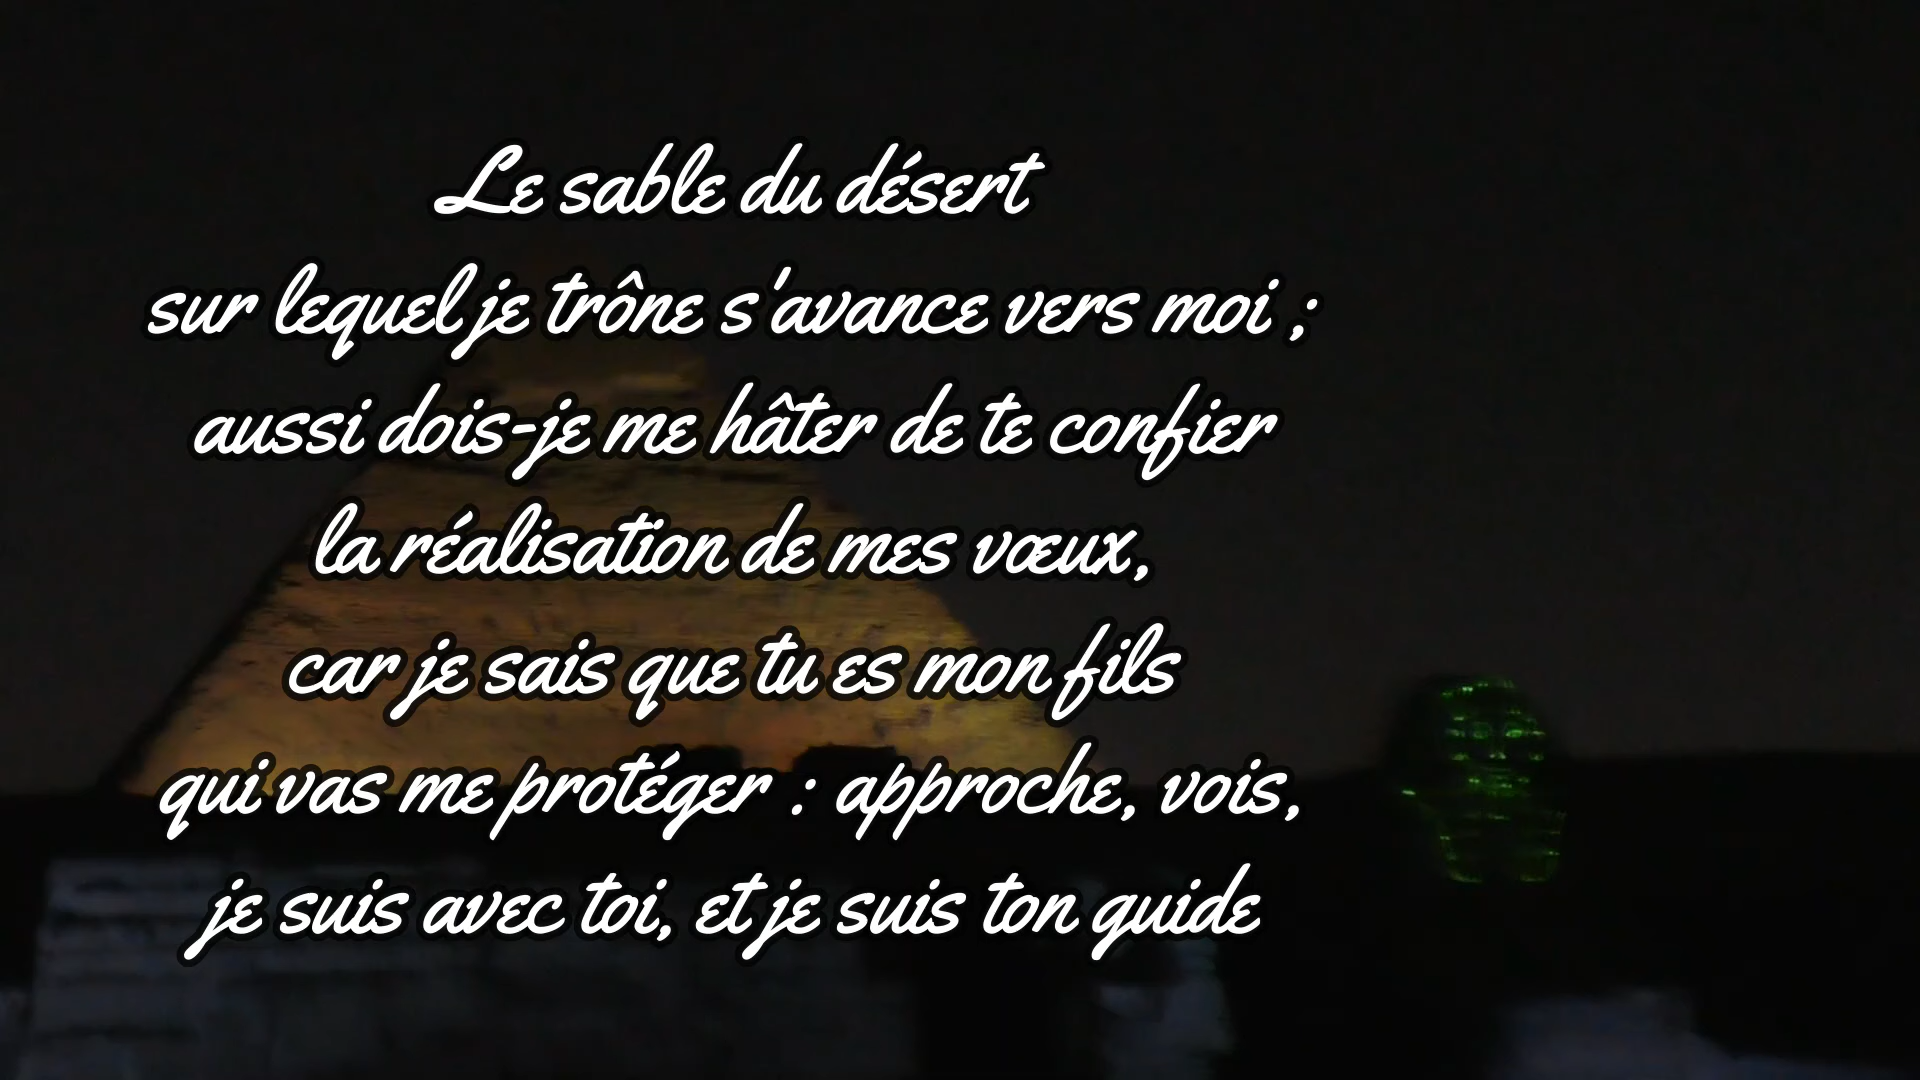 Le sable du désert
sur lequel je trône s'avance vers moi ;
aussi dois-je me hâter de te confier
la réalisation de mes vœux,
car je sais que tu es mon fils
qui vas me protéger : approche, vois,
je suis avec toi, et je suis ton guide